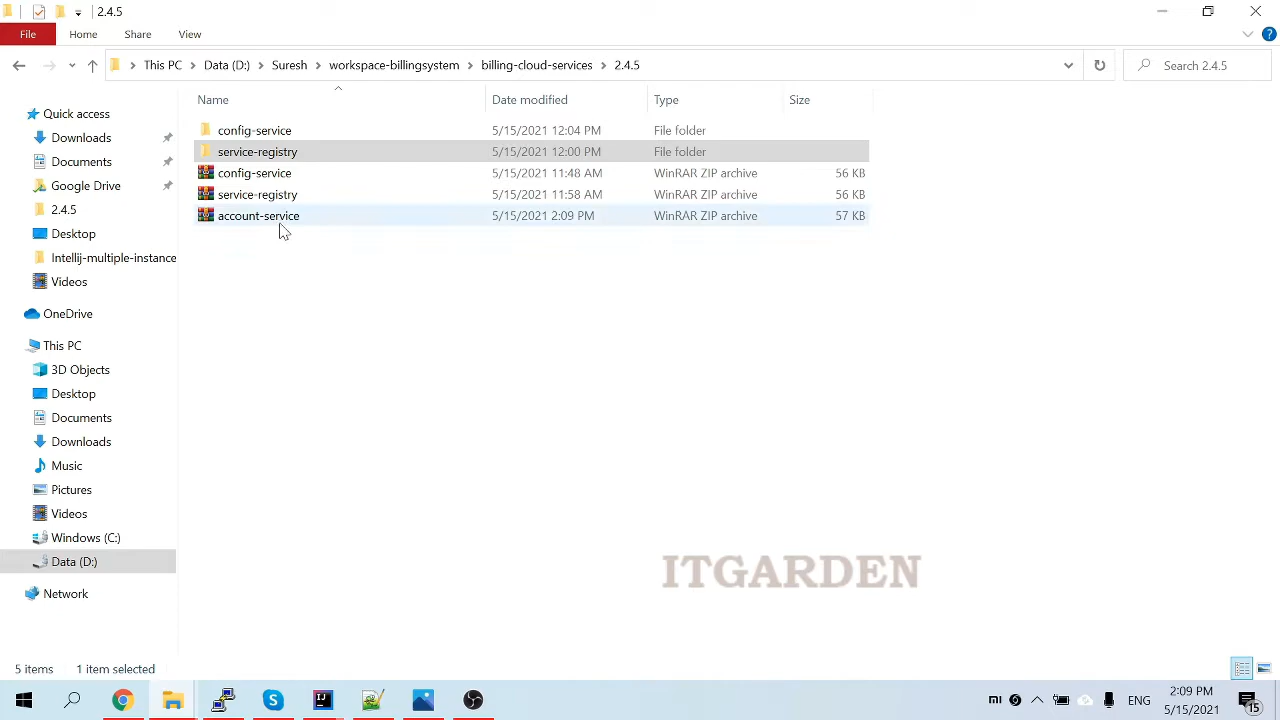 2.4.5
File Home Share View
This PC Data (D:) Suresh workspace-billingsystem billing-cloud-services 2.4.5
Search 2.4.5
Name Date modified Type Size
config-service 5/15/2021 12:04 PM File folder
service-registry 5/15/2021 12:00 PM File folder
config-service 5/15/2021 11:48 AM WinRAR ZIP archive 56 KB
service-registry 5/15/2021 11:58 AM WinRAR ZIP archive 56 KB
account-service 5/15/2021 2:09 PM WinRAR ZIP archive 57 KB
Quick access
Downloads
Documents
Google Drive
2.4.5
Desktop
Intellij-multiple-instance
Videos
OneDrive
This PC
3D Objects
Desktop
Documents
Downloads
Music
Pictures
Videos
Windows (C:)
Data (D:)
Network
ITGARDEN
5 items 1 item selected
ENG
2:09 PM
5/15/2021
15